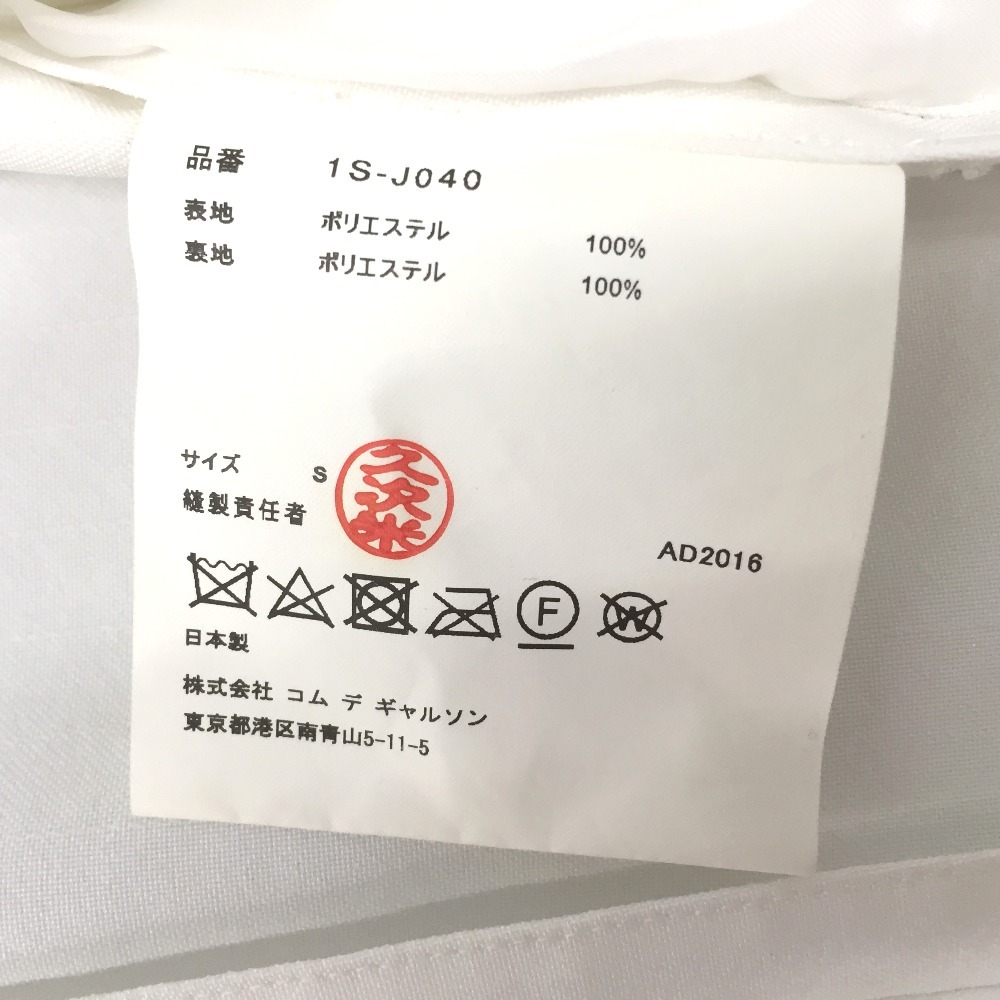 品番 1S-J040
表地 ポリエステル 100%
裏地 ポリエステル 100%
サイズ S
縫製責任者 久次米
AD2016
F W
日本製
株式会社 コム デ ギャルソン
東京都港区南青山5-11-5